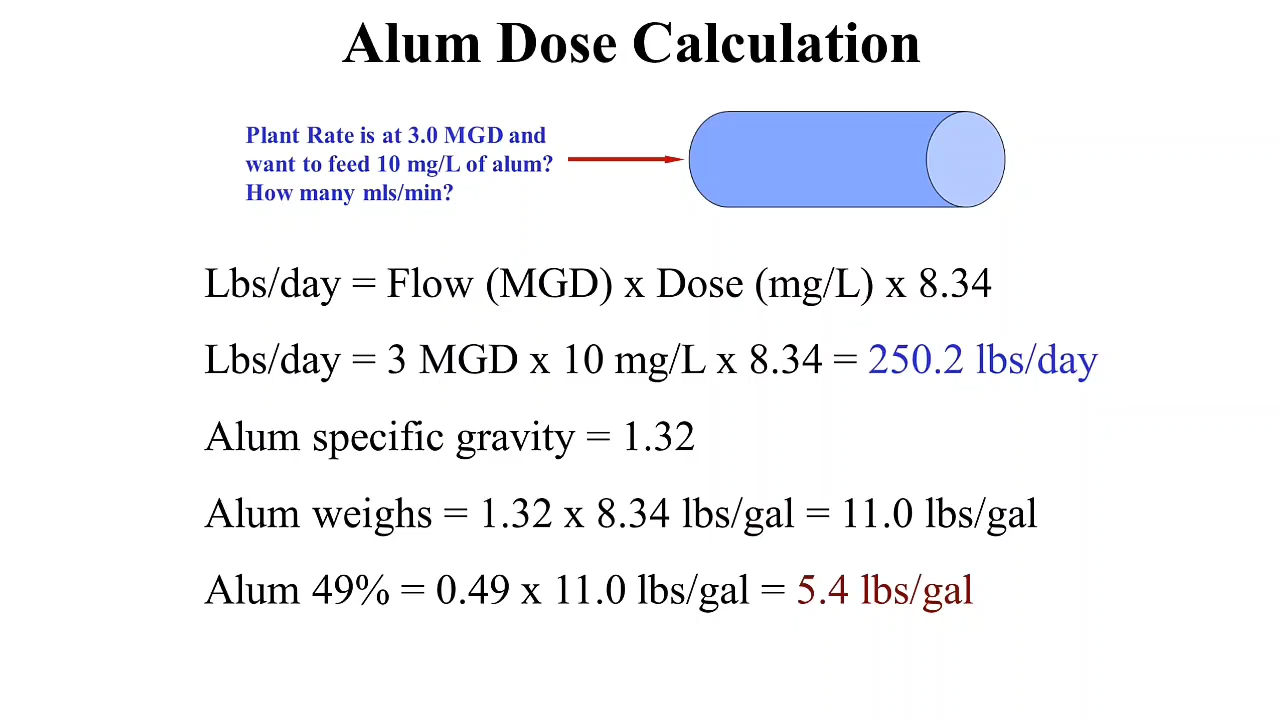 Alum Dose Calculation
Plant Rate is at 3.0 MGD and
want to feed 10 mg/L of alum?
How many mls/min?
Lbs/day = Flow (MGD) x Dose (mg/L) x 8.34
Lbs/day = 3 MGD x 10 mg/L x 8.34 = 250.2 lbs/day
Alum specific gravity = 1.32
Alum weighs = 1.32 x 8.34 lbs/gal = 11.0 lbs/gal
Alum 49% = 0.49 x 11.0 lbs/gal = 5.4 lbs/gal